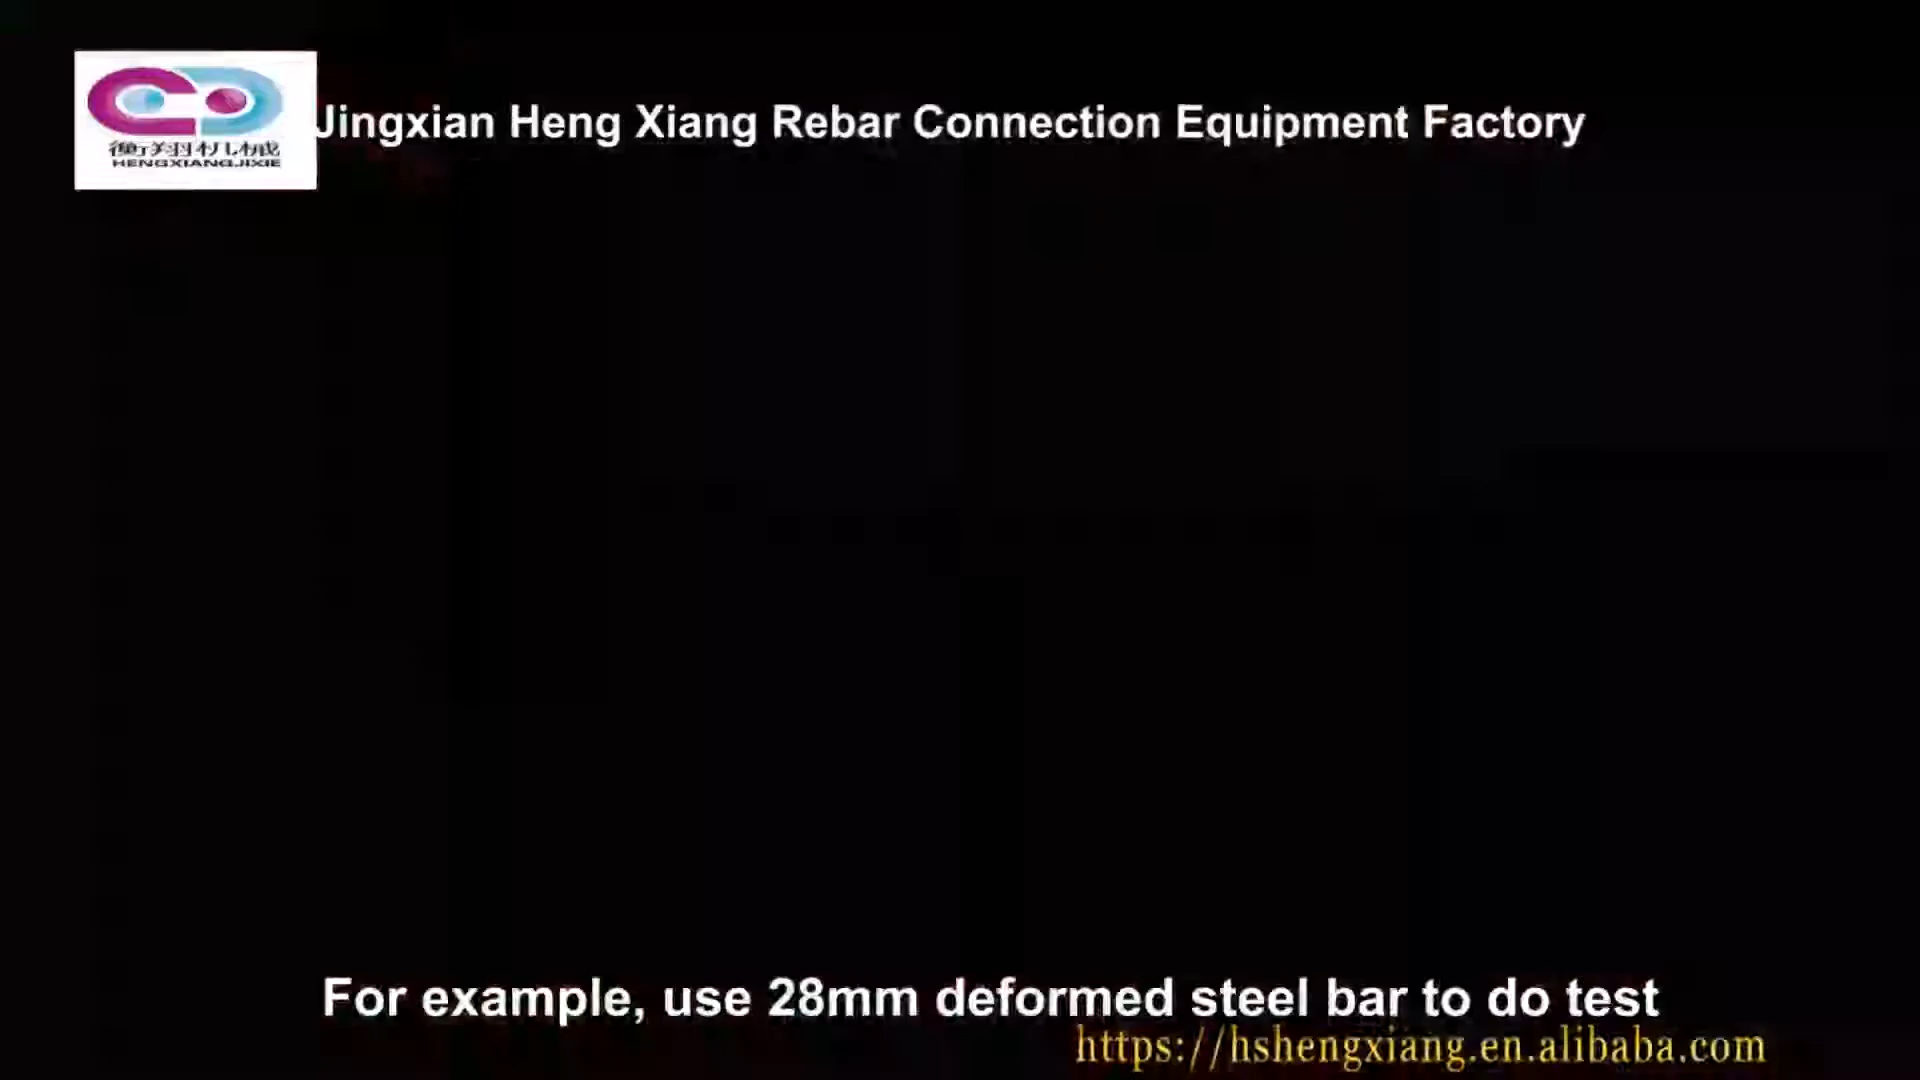 Jingxian Heng Xiang Rebar Connection Equipment Factory
衡翔机械
HENGXIANGJIXIE
For example, use 28mm deformed steel bar to do test
https://hshengxiang.en.alibaba.com